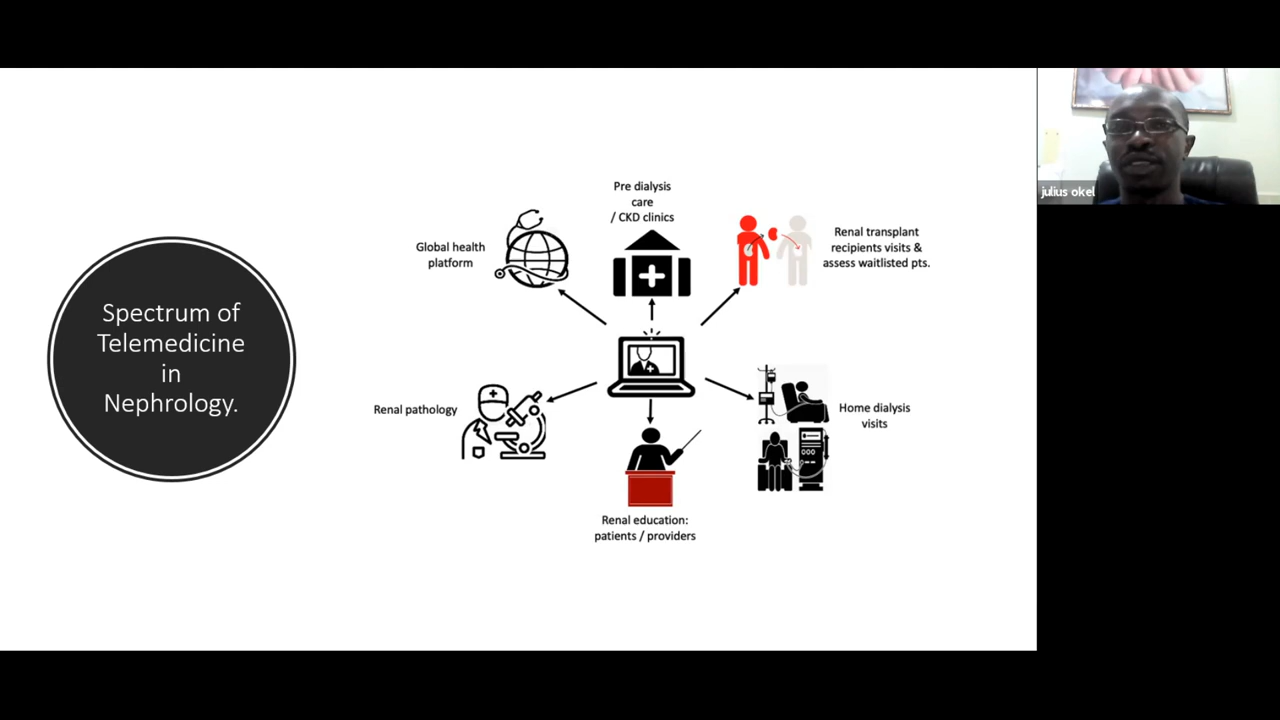 Spectrum of
Telemedicine
in
Nephrology.
Pre dialysis
care
/ CKD clinics
Global health
platform
Renal transplant
recipients visits &
assess waitlisted pts.
Renal pathology
Home dialysis
visits
Renal education:
patients / providers
julius okel